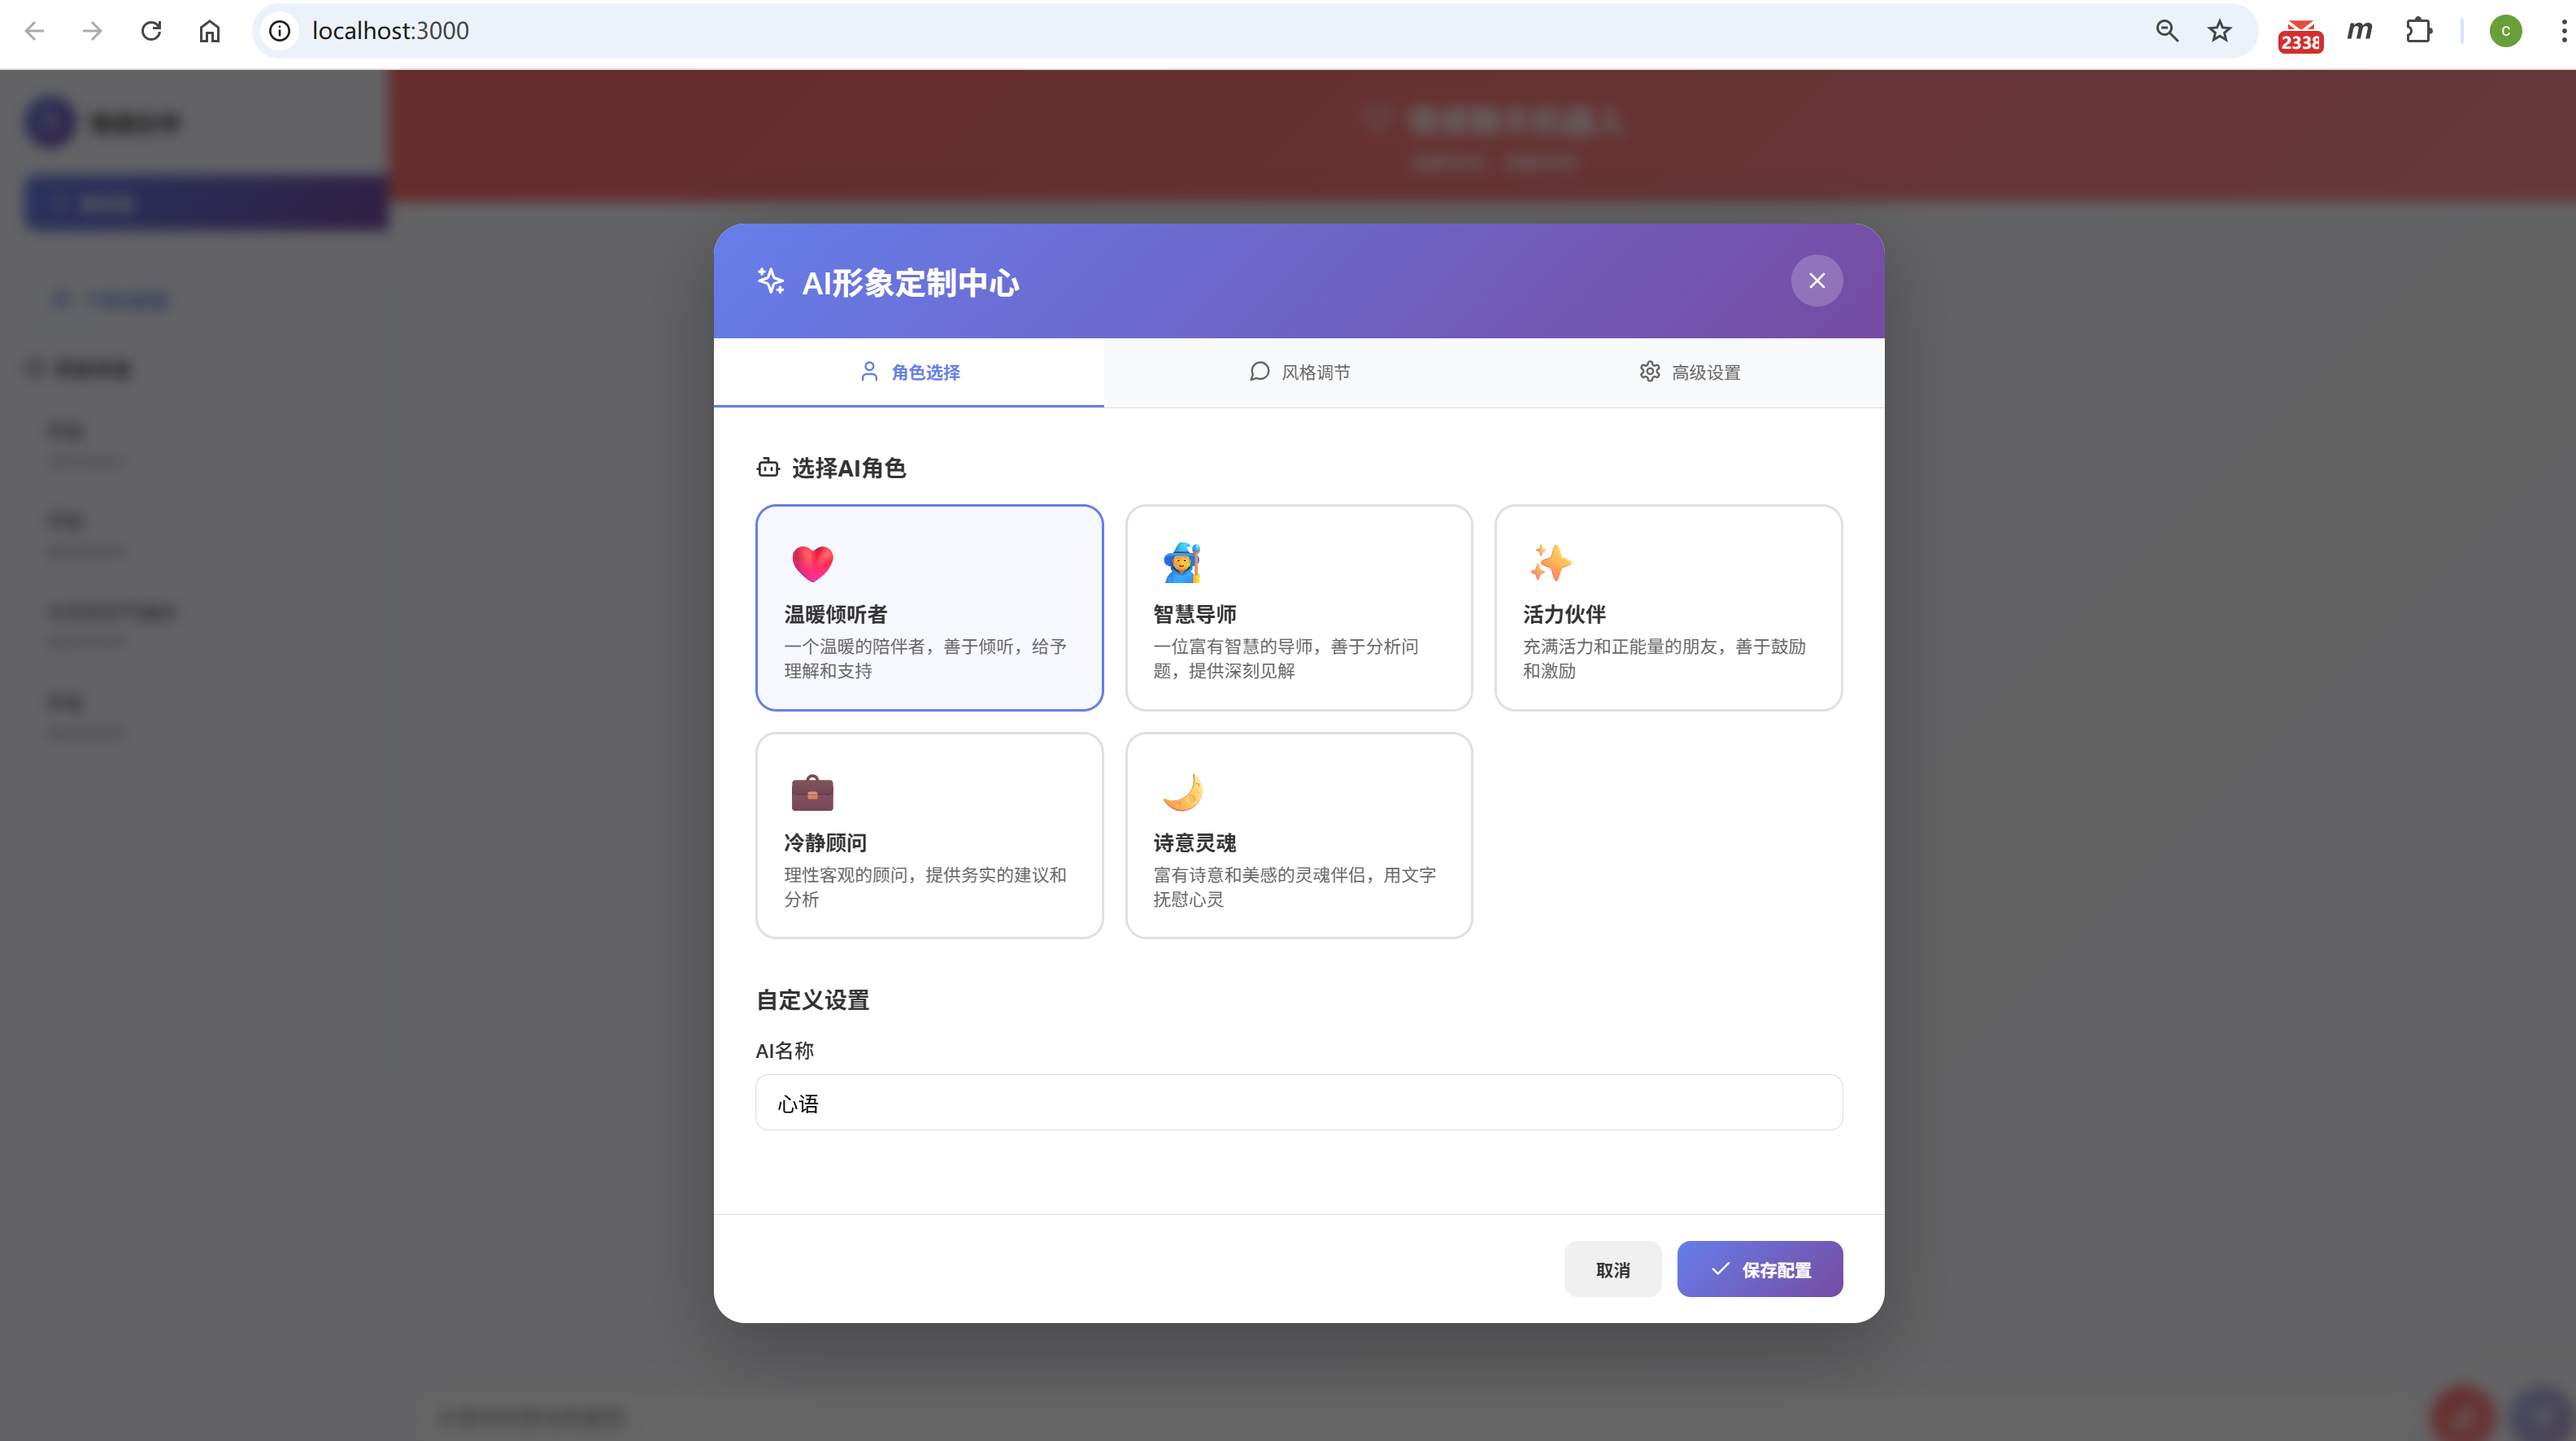 localhost:3000
2338
m
C
AI形象定制中心
角色选择
风格调节
高级设置
选择AI角色
温暖倾听者
一个温暖的陪伴者，善于倾听，给予
理解和支持
智慧导师
一位富有智慧的导师，善于分析问
题，提供深刻见解
活力伙伴
充满活力和正能量的朋友，善于鼓励
和激励
冷静顾问
理性客观的顾问，提供务实的建议和
分析
诗意灵魂
富有诗意和美感的灵魂伴侣，用文字
抚慰心灵
自定义设置
AI名称
心语
取消
保存配置